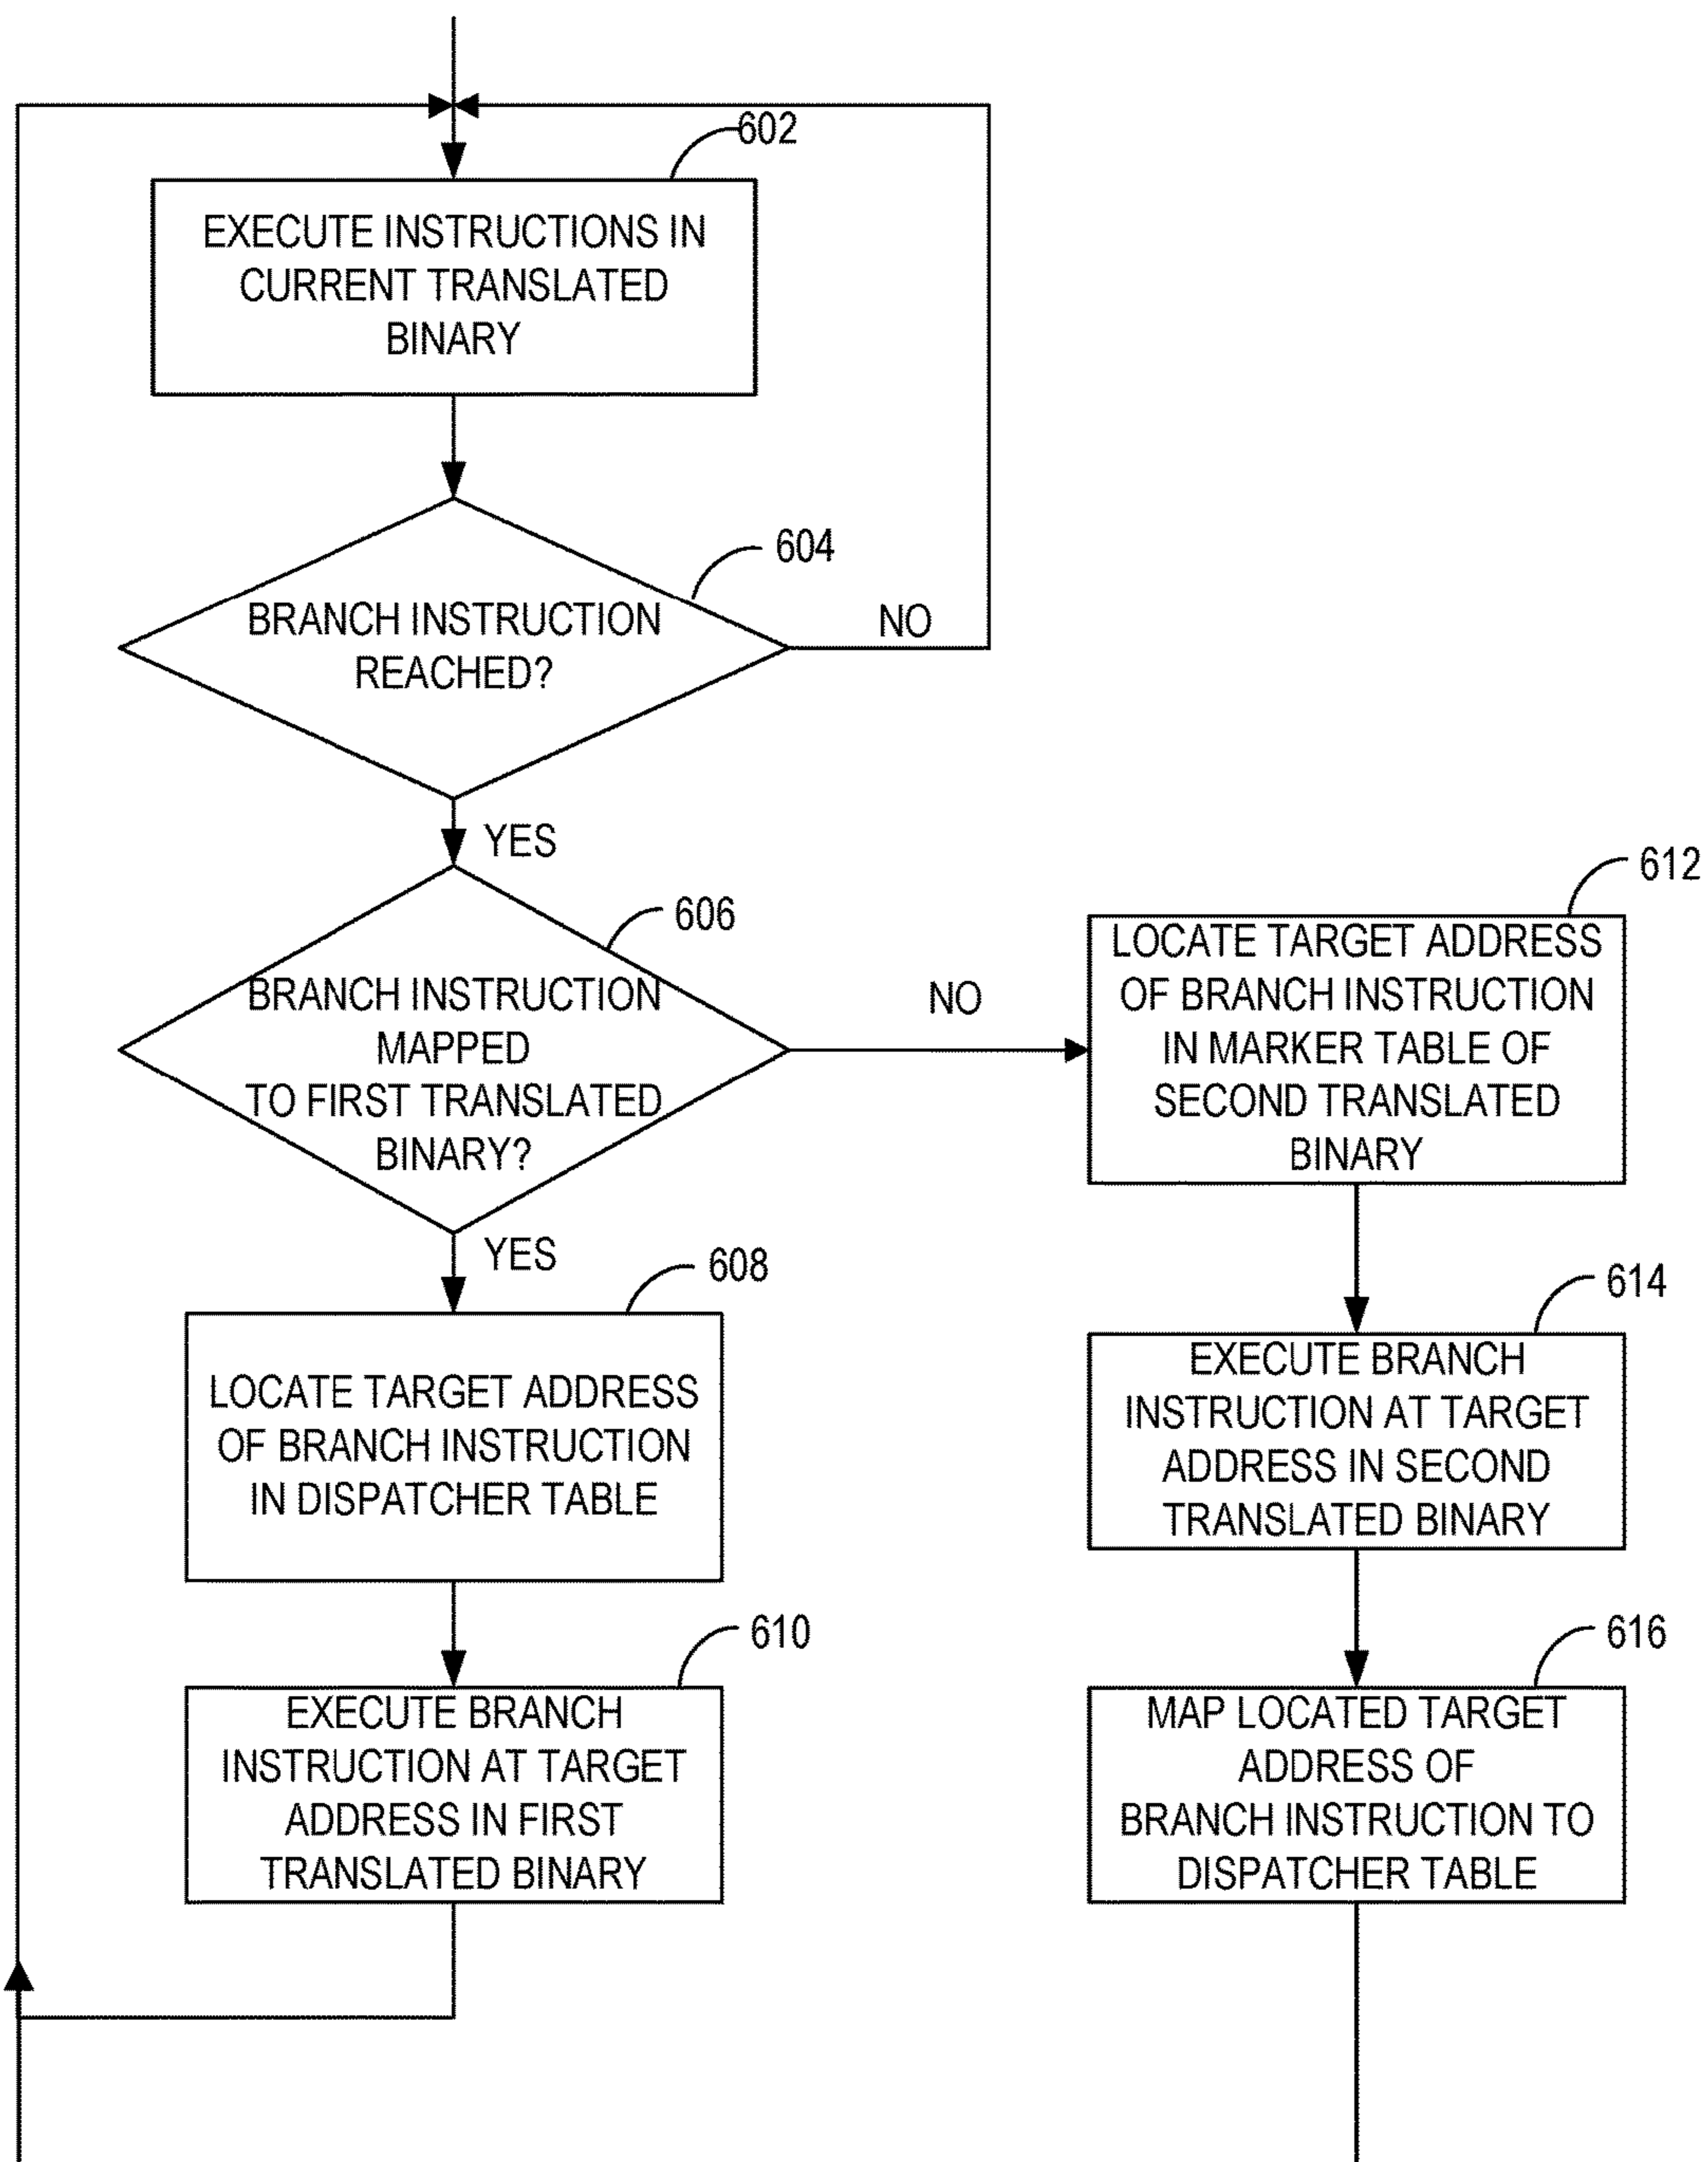 602
EXECUTE INSTRUCTIONS IN
CURRENT TRANSLATED
BINARY
604
BRANCH INSTRUCTION
REACHED?
NO
YES
606
BRANCH INSTRUCTION
MAPPED
TO FIRST TRANSLATED
BINARY?
NO
YES
608
LOCATE TARGET ADDRESS
OF BRANCH INSTRUCTION
IN DISPATCHER TABLE
610
EXECUTE BRANCH
INSTRUCTION AT TARGET
ADDRESS IN FIRST
TRANSLATED BINARY
612
LOCATE TARGET ADDRESS
OF BRANCH INSTRUCTION
IN MARKER TABLE OF
SECOND TRANSLATED
BINARY
614
EXECUTE BRANCH
INSTRUCTION AT TARGET
ADDRESS IN SECOND
TRANSLATED BINARY
616
MAP LOCATED TARGET
ADDRESS OF
BRANCH INSTRUCTION TO
DISPATCHER TABLE